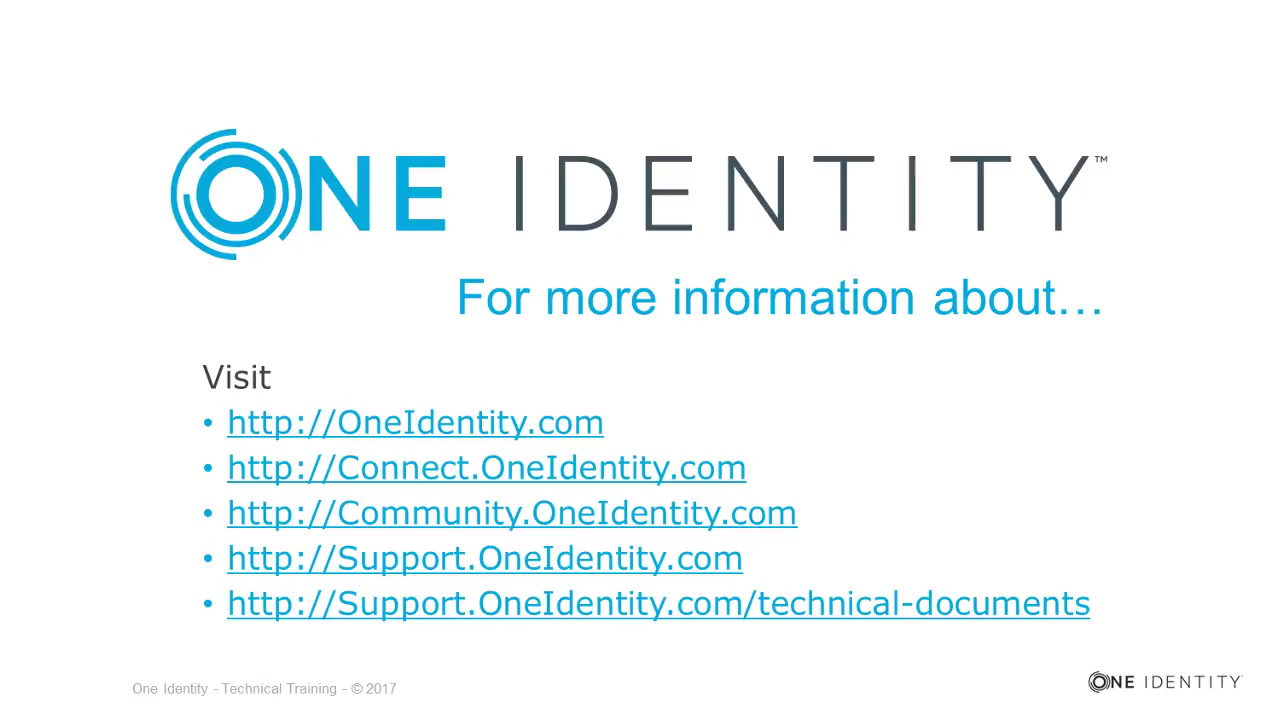 ONE IDENTITY™
For more information about…
Visit
• http://OneIdentity.com
• http://Connect.OneIdentity.com
• http://Community.OneIdentity.com
• http://Support.OneIdentity.com
• http://Support.OneIdentity.com/technical-documents
One Identity - Technical Training - © 2017
ONE IDENTITY